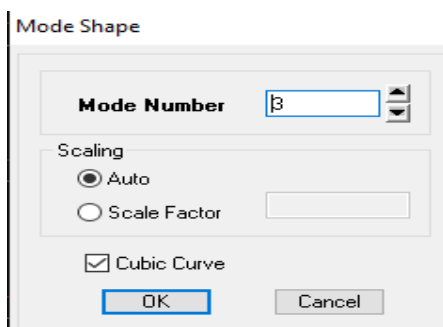 Mode Shape
Mode Number 3
Scaling
Auto
Scale Factor
Cubic Curve
OK Cancel